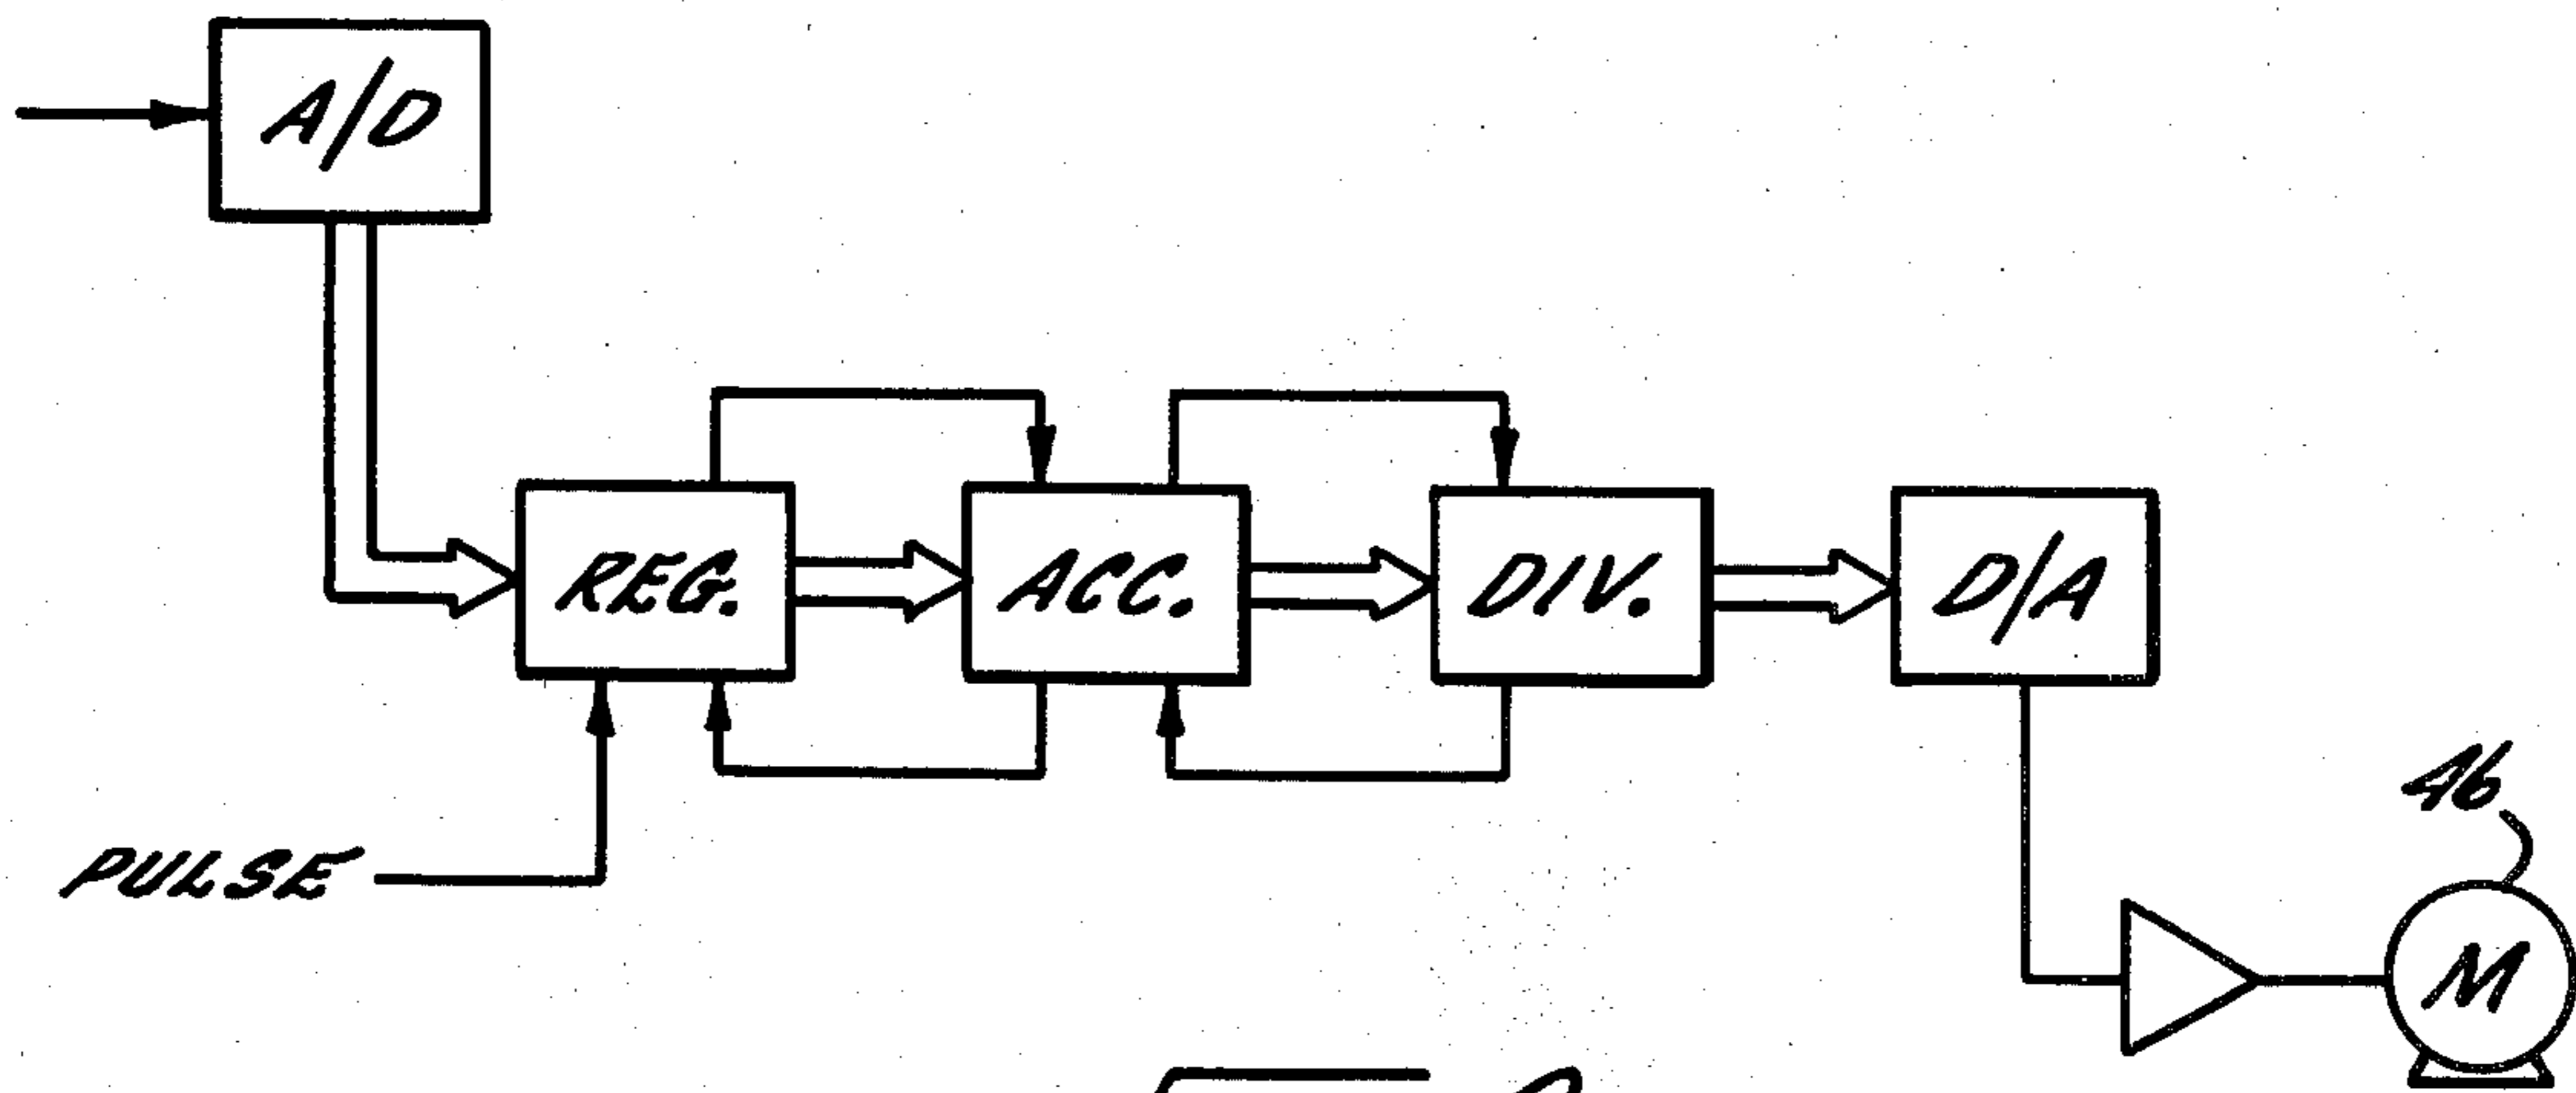 A/D
REG.
ACC.
DIV.
D/A
PULSE
46
M